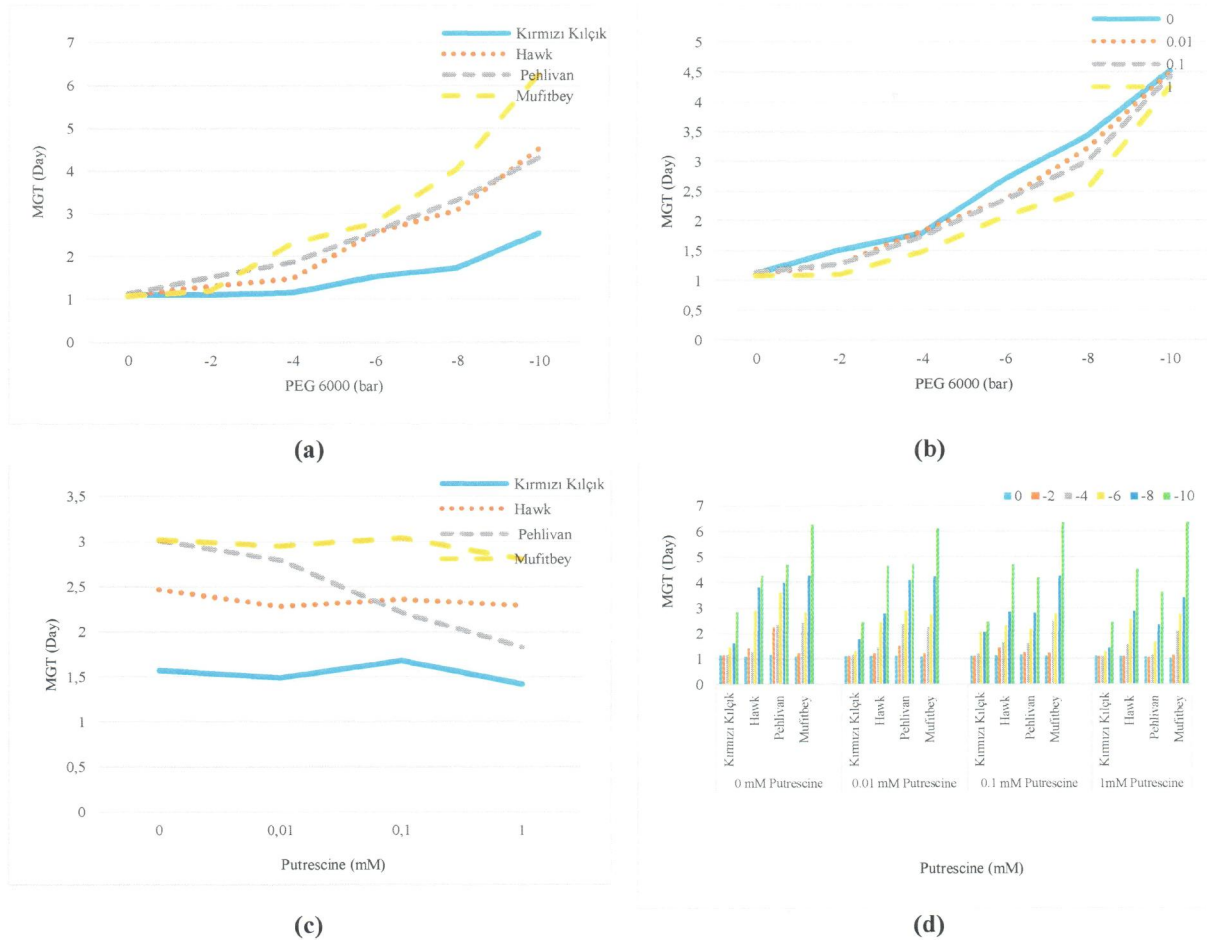 7
6
5
4
3
2
1
0
MGT (Day)
Kırmızı Kılçık
Hawk
Pehlivan
Mufitbey
0 -2 -4 -6 -8 -10
PEG 6000 (bar)
(a)
5
4,5
4
3,5
3
2,5
2
1,5
1
0,5
0
MGT (Day)
0
0.01
0.1
1
0 -2 -4 -6 -8 -10
PEG 6000 (bar)
(b)
3,5
3
2,5
2
1,5
1
0,5
0
MGT (Day)
Kırmızı Kılçık
Hawk
Pehlivan
Mufitbey
0 0,01 0,1 1
Putrescine (mM)
(c)
0 -2 -4 -6 -8 -10
7
6
5
4
3
2
1
0
MGT (Day)
Kırmızı Kılçık
Hawk
Pehlivan
Mufitbey
Kırmızı Kılçık
Hawk
Pehlivan
Mufitbey
Kırmızı Kılçık
Hawk
Pehlivan
Mufitbey
Kırmızı Kılçık
Hawk
Pehlivan
Mufitbey
0 mM Putrescine 0.01 mM Putrescine 0.1 mM Putrescine 1mM Putrescine
Putrescine (mM)
(d)